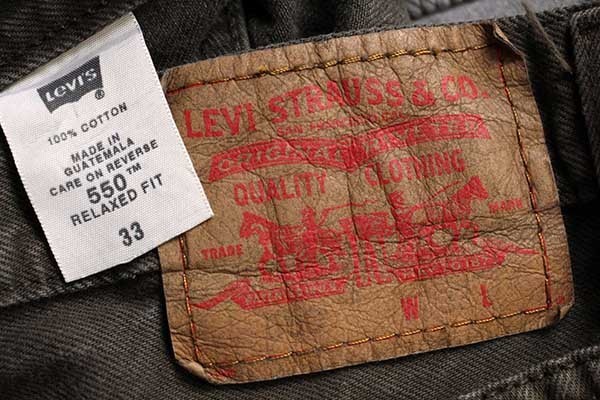 LEVI'S
®
100% COTTON
MADE IN
GUATEMALA
CARE ON REVERSE
550™
RELAXED FIT
33
LEVI STRAUSS & CO.
QUALITY CLOTHING
TRADE MARK
W L